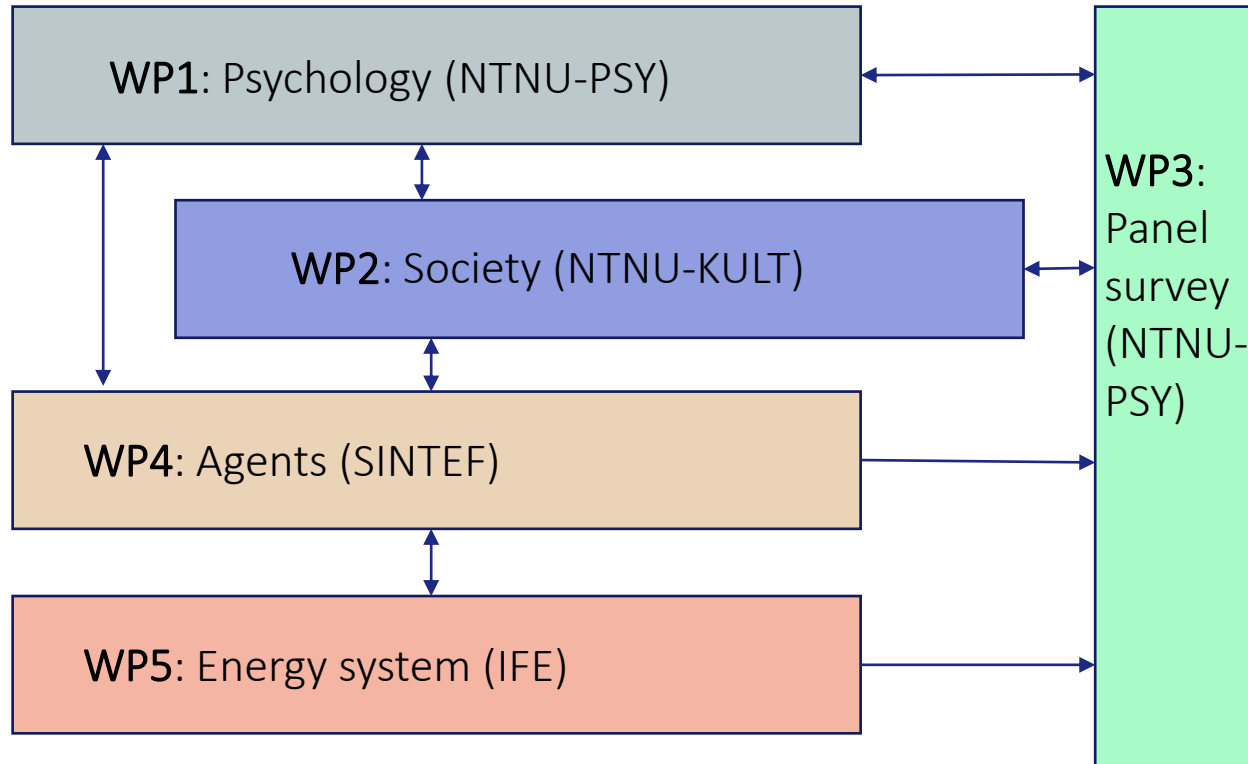 WP1: Psychology (NTNU-PSY)
WP2: Society (NTNU-KULT)
WP3:
Panel
survey
(NTNU-
PSY)
WP4: Agents (SINTEF)
WP5: Energy system (IFE)